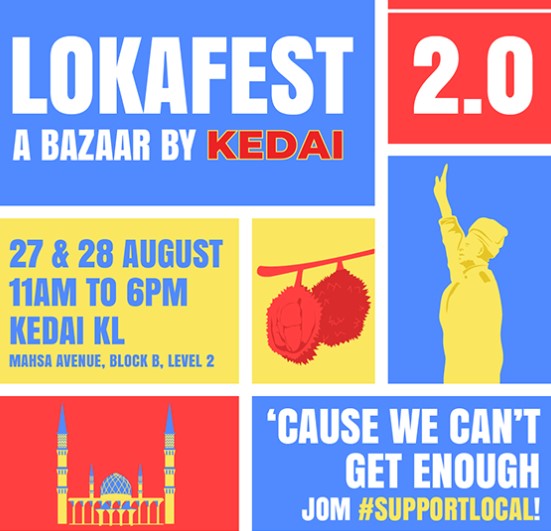 LOKAFEST
2.0
A BAZAAR BY KEDAI
27 & 28 AUGUST
11AM TO 6PM
KEDAI KL
MAHSA AVENUE, BLOCK B, LEVEL 2
‘CAUSE WE CAN’T
GET ENOUGH
JOM #SUPPORTLOCAL!